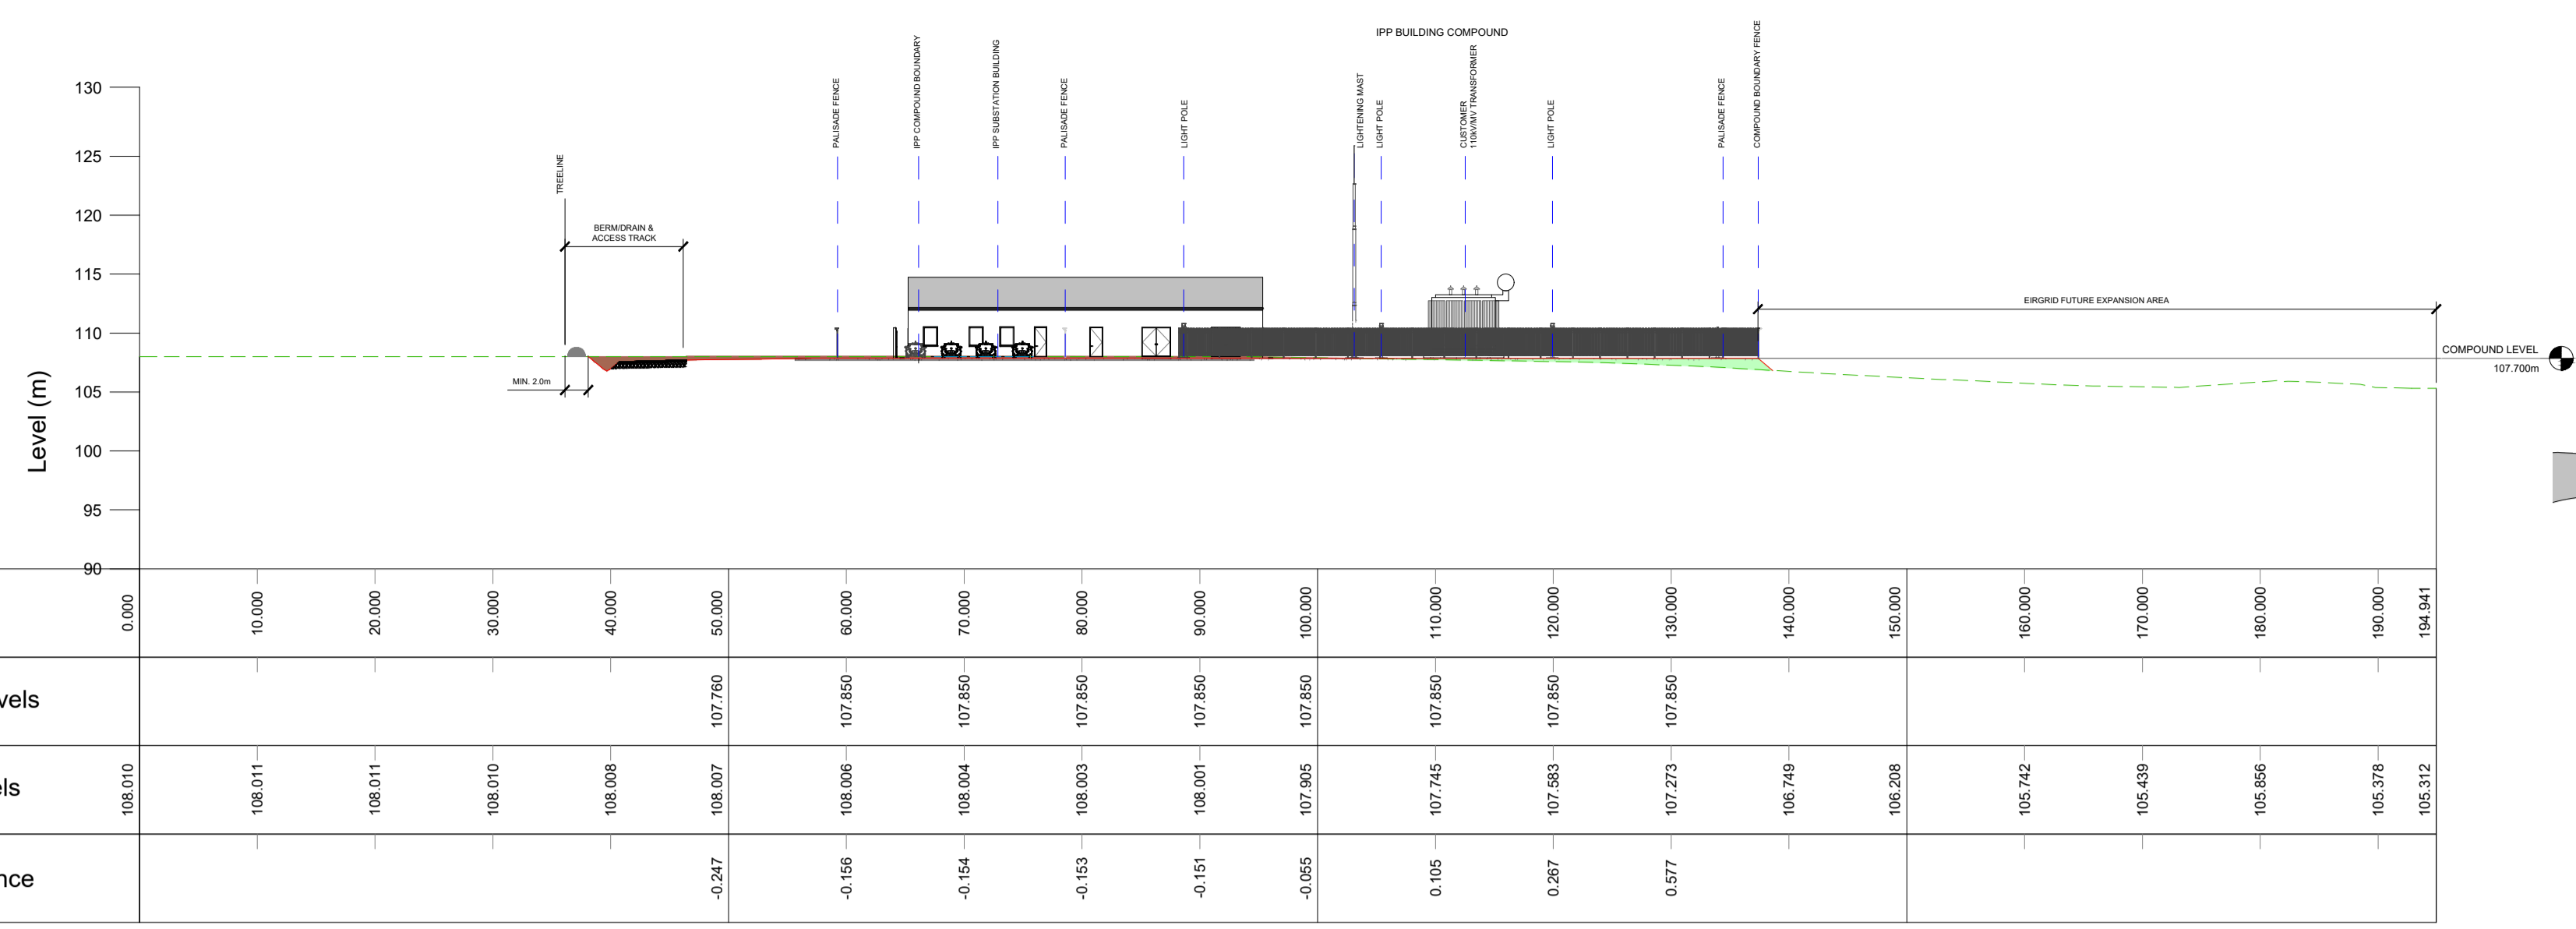 IPP BUILDING COMPOUND
TREELINE
BERM/DRAIN &
ACCESS TRACK
PALISADE FENCE
IPP COMPOUND BOUNDARY
IPP SUBSTATION BUILDING
PALISADE FENCE
LIGHT POLE
LIGHTENING MAST
LIGHT POLE
CUSTOMER
110kV/MV TRANSFORMER
LIGHT POLE
PALISADE FENCE
COMPOUND BOUNDARY FENCE
EIRGRID FUTURE EXPANSION AREA
COMPOUND LEVEL
107.700m
MIN. 2.0m
Level (m)
130
125
120
115
110
105
100
95
90
0.000 10.000 20.000 30.000 40.000 50.000 60.000 70.000 80.000 90.000 100.000 110.000 120.000 130.000 140.000 150.000 160.000 170.000 180.000 190.000 194.941
vels 107.760 107.850 107.850 107.850 107.850 107.850 107.850 107.850 107.850
els 108.010 108.011 108.011 108.010 108.008 108.007 108.006 108.004 108.003 108.001 107.905 107.745 107.583 107.273 106.749 106.208 105.742 105.439 105.856 105.378 105.312
nce -0.247 -0.156 -0.154 -0.153 -0.151 -0.055 0.105 0.267 0.577